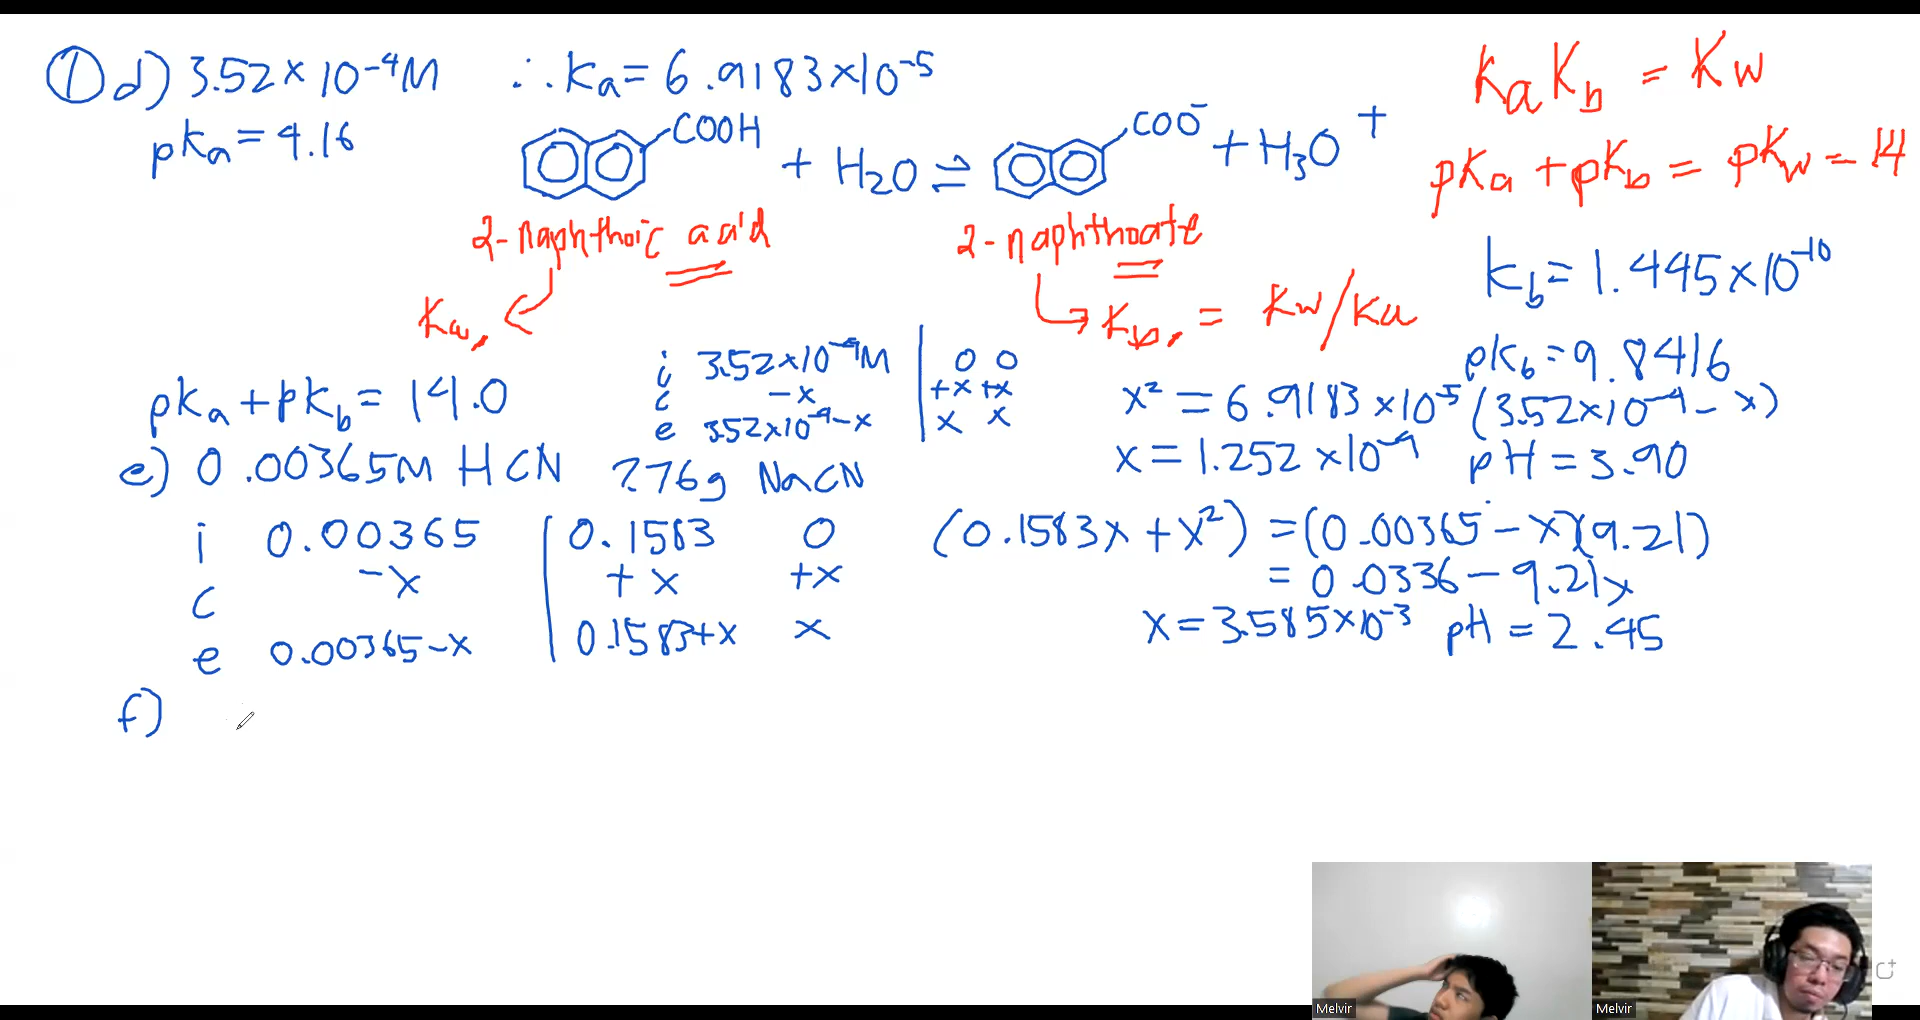 ① d) 3.52 × 10⁻⁴ M ∴ Ka = 6.9183 × 10⁻⁵
pKa = 4.16
COOH + H2O ⇌ COO⁻ + H3O⁺
2-naphthoic acid 2-naphthoate
Ka, Kb, = Kw/Ka
KaKb = Kw
pKa + pKb = pKw = 14
kb = 1.445 × 10⁻¹⁰
pkb = 9.8416
pKa + pKb = 14.0
i 3.52×10⁻⁴M | 0 0
c -x | +x +x
e 3.52×10⁻⁴-x | x x
x² = 6.9183 × 10⁻⁵ (3.52×10⁻⁴ - x)
x = 1.252 × 10⁻⁴ pH = 3.90
e) 0.00365M HCN 7.76g NaCN
i 0.00365 | 0.1583 0
c -x | +x +x
e 0.00365-x | 0.1583+x x
(0.1583x + x²) = (0.00365 - x)(9.21)
= 0.0336 - 9.21x
x = 3.585×10⁻³ pH = 2.45
f)
Melvir
Melvir